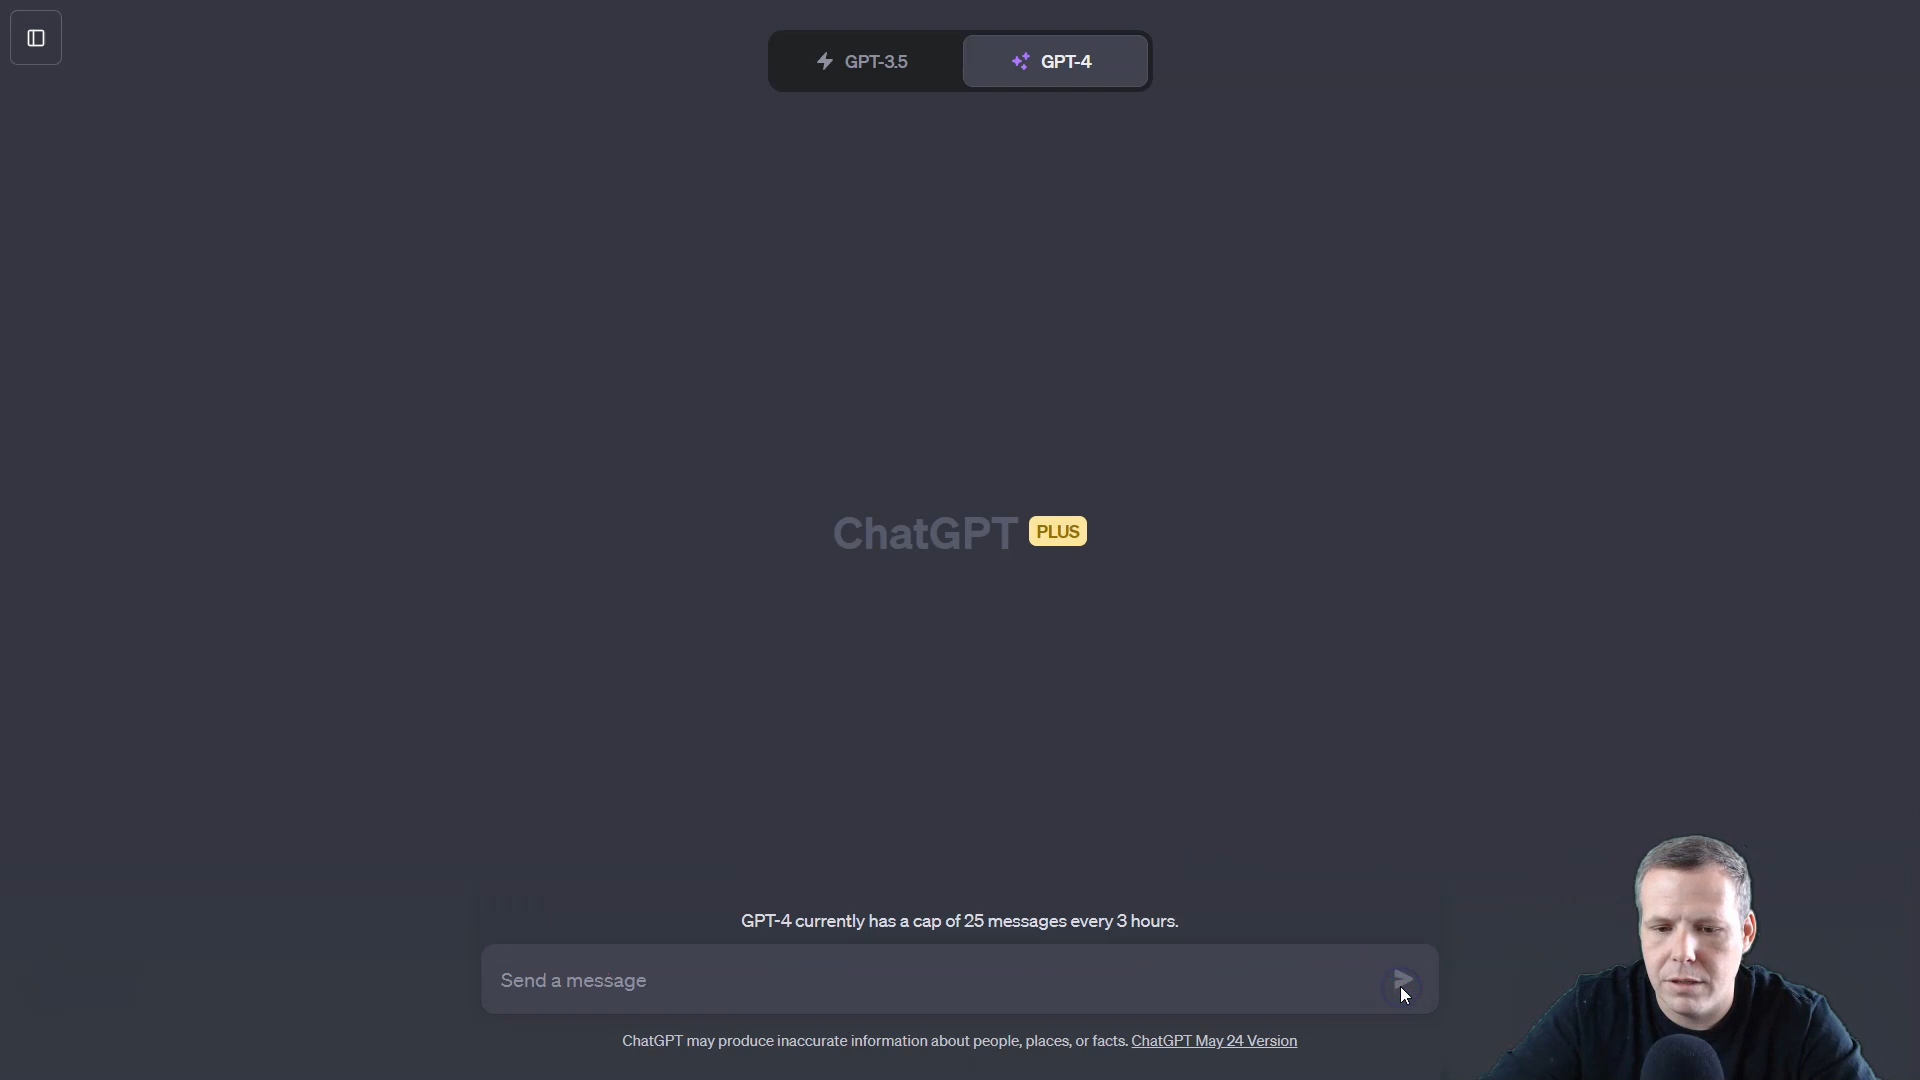 GPT-3.5
GPT-4
ChatGPT PLUS
GPT-4 currently has a cap of 25 messages every 3 hours.
Send a message
ChatGPT may produce inaccurate information about people, places, or facts. ChatGPT May 24 Version